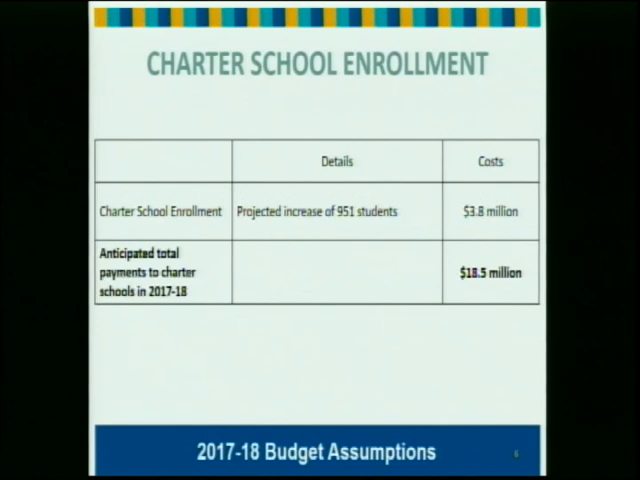 CHARTER SCHOOL ENROLLMENT
Details Costs
Charter School Enrollment Projected increase of 951 students $3.8 million
Anticipated total
payments to charter
schools in 2017-18
$18.5 million
2017-18 Budget Assumptions
6